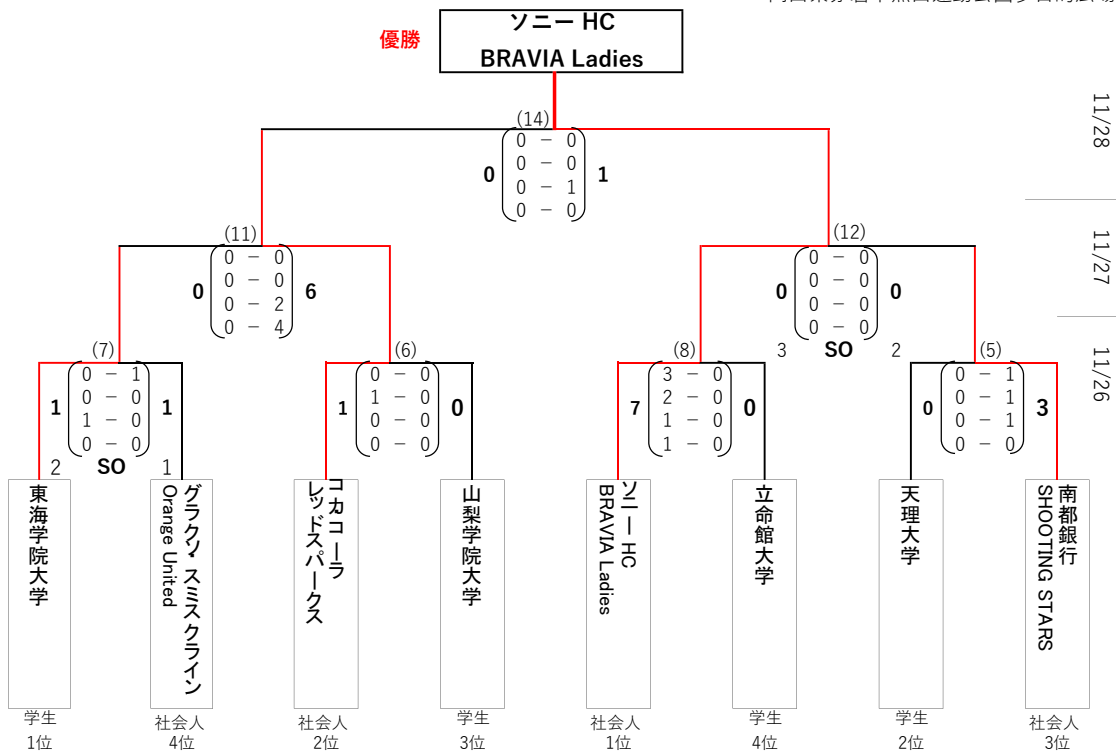 ソニー HC
優勝
BRAVIA Ladies
11/28
(14)
0 － 0
0 － 0
0 － 1
0 － 0
0
1
11/27
(11)
0 － 0
0 － 0
0 － 2
0 － 4
0
6
(12)
0 － 0
0 － 0
0 － 0
0 － 0
0
0
3
SO
2
11/26
(7)
0 － 1
0 － 0
1 － 0
0 － 0
1
1
2
SO
1
(6)
0 － 0
1 － 0
0 － 0
0 － 0
1
0
(8)
3 － 0
2 － 0
1 － 0
1 － 0
7
0
(5)
0 － 1
0 － 1
0 － 1
0 － 0
0
3
東海学院大学
グラクソ・スミスクライン
Orange United
コカコーラ
レッドスパークス
山梨学院大学
ソニー HC
BRAVIA Ladies
立命館大学
天理大学
南都銀行
SHOOTING STARS
学生
1位
社会人
4位
社会人
2位
学生
3位
社会人
1位
学生
4位
学生
2位
社会人
3位